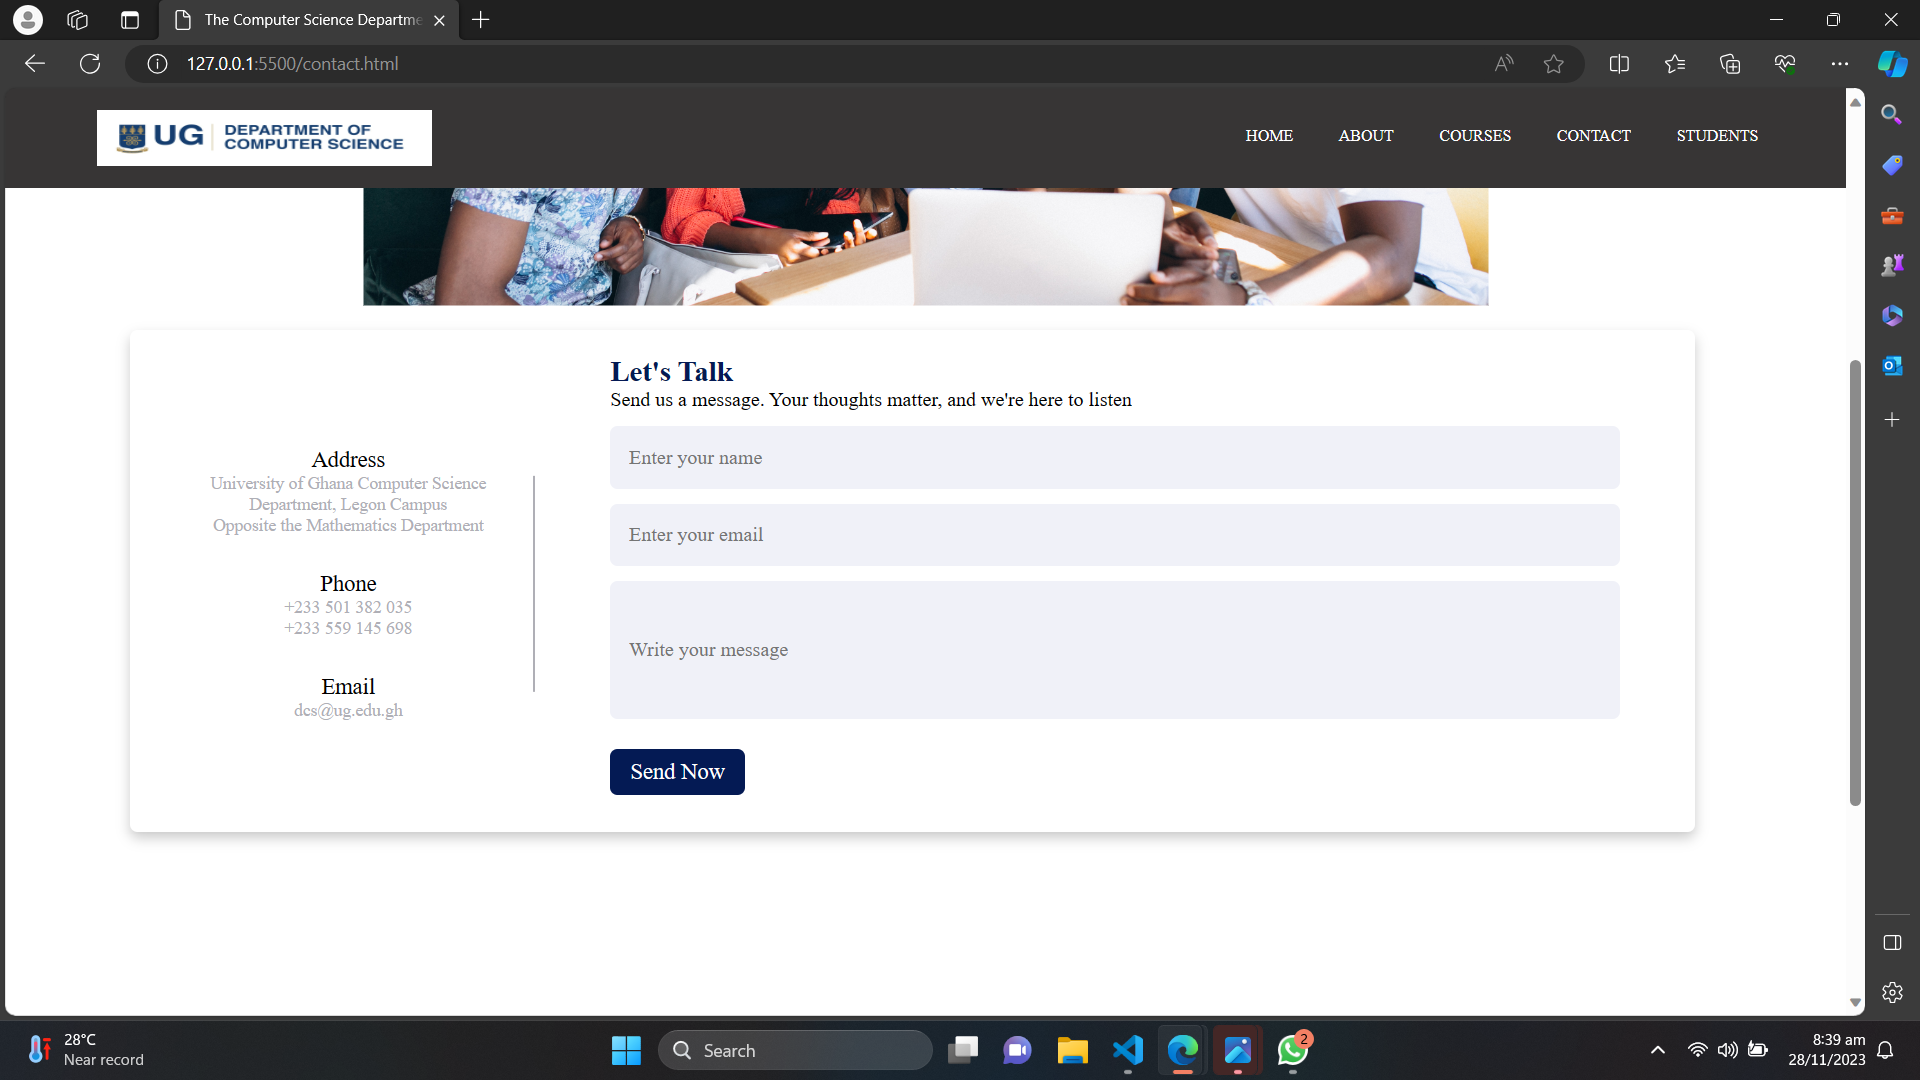 The Computer Science Departme
127.0.0.1:5500/contact.html
UG DEPARTMENT OF
COMPUTER SCIENCE
HOME ABOUT COURSES CONTACT STUDENTS
Let's Talk
Send us a message. Your thoughts matter, and we're here to listen
Enter your name
Enter your email
Write your message
Send Now
Address
University of Ghana Computer Science
Department, Legon Campus
Opposite the Mathematics Department
Phone
+233 501 382 035
+233 559 145 698
Email
dcs@ug.edu.gh
28°C
Near record
Search
2
8:39 am
28/11/2023